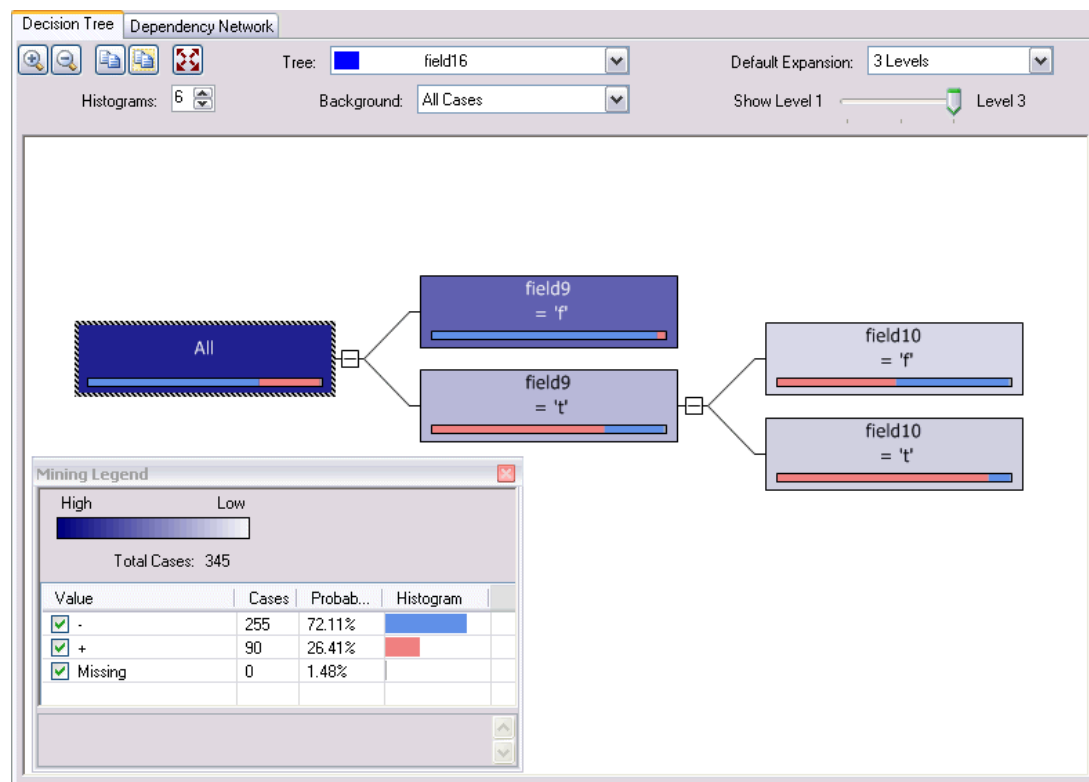 Decision Tree Dependency Network
Tree: field16 Default Expansion: 3 Levels
Histograms: 6 Background: All Cases Show Level 1 Level 3
field9
= 'f'
All
field9
= 't'
field10
= 'f'
field10
= 't'
Mining Legend
High Low
Total Cases: 345
Value Cases Probab... Histogram
- 255 72.11%
+ 90 26.41%
Missing 0 1.48%